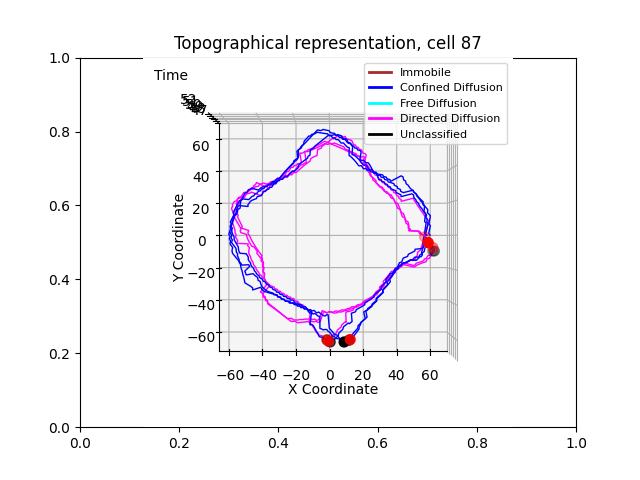 Topographical representation, cell 87
Time
Immobile
Confined Diffusion
Free Diffusion
Directed Diffusion
Unclassified
1.0
0.8
0.6
0.4
0.2
0.0
Y Coordinate
60
40
20
0
−20
−40
−60
−60 −40 −20 0 20 40 60
X Coordinate
0.0 0.2 0.4 0.6 0.8 1.0